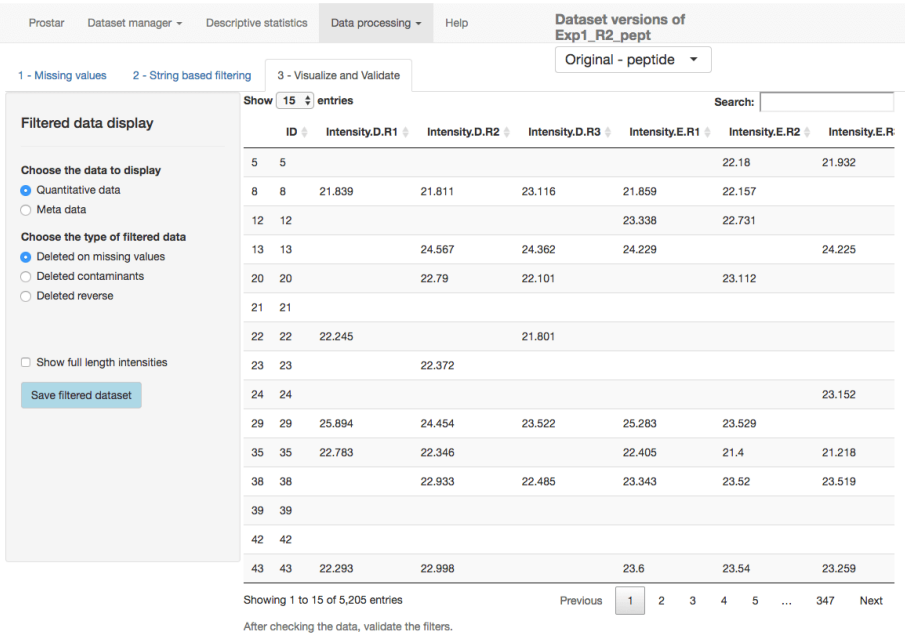 Prostar Dataset manager Descriptive statistics Data processing Help
Dataset versions of
Exp1_R2_pept
Original - peptide
1 - Missing values 2 - String based filtering 3 - Visualize and Validate
Filtered data display
Choose the data to display
Quantitative data
Meta data
Choose the type of filtered data
Deleted on missing values
Deleted contaminants
Deleted reverse
Show full length intensities
Save filtered dataset
Show 15 entries
Search:
ID Intensity.D.R1 Intensity.D.R2 Intensity.D.R3 Intensity.E.R1 Intensity.E.R2 Intensity.E.R
5 5 22.18 21.932
8 8 21.839 21.811 23.116 21.859 22.157
12 12 23.338 22.731
13 13 24.567 24.362 24.229 24.225
20 20 22.79 22.101 23.112
21 21
22 22 22.245 21.801
23 23 22.372
24 24 23.152
29 29 25.894 24.454 23.522 25.283 23.529
35 35 22.783 22.346 22.405 21.4 21.218
38 38 22.933 22.485 23.343 23.52 23.519
39 39
42 42
43 43 22.293 22.998 23.6 23.54 23.259
Showing 1 to 15 of 5,205 entries
Previous 1 2 3 4 5 … 347 Next
After checking the data, validate the filters.